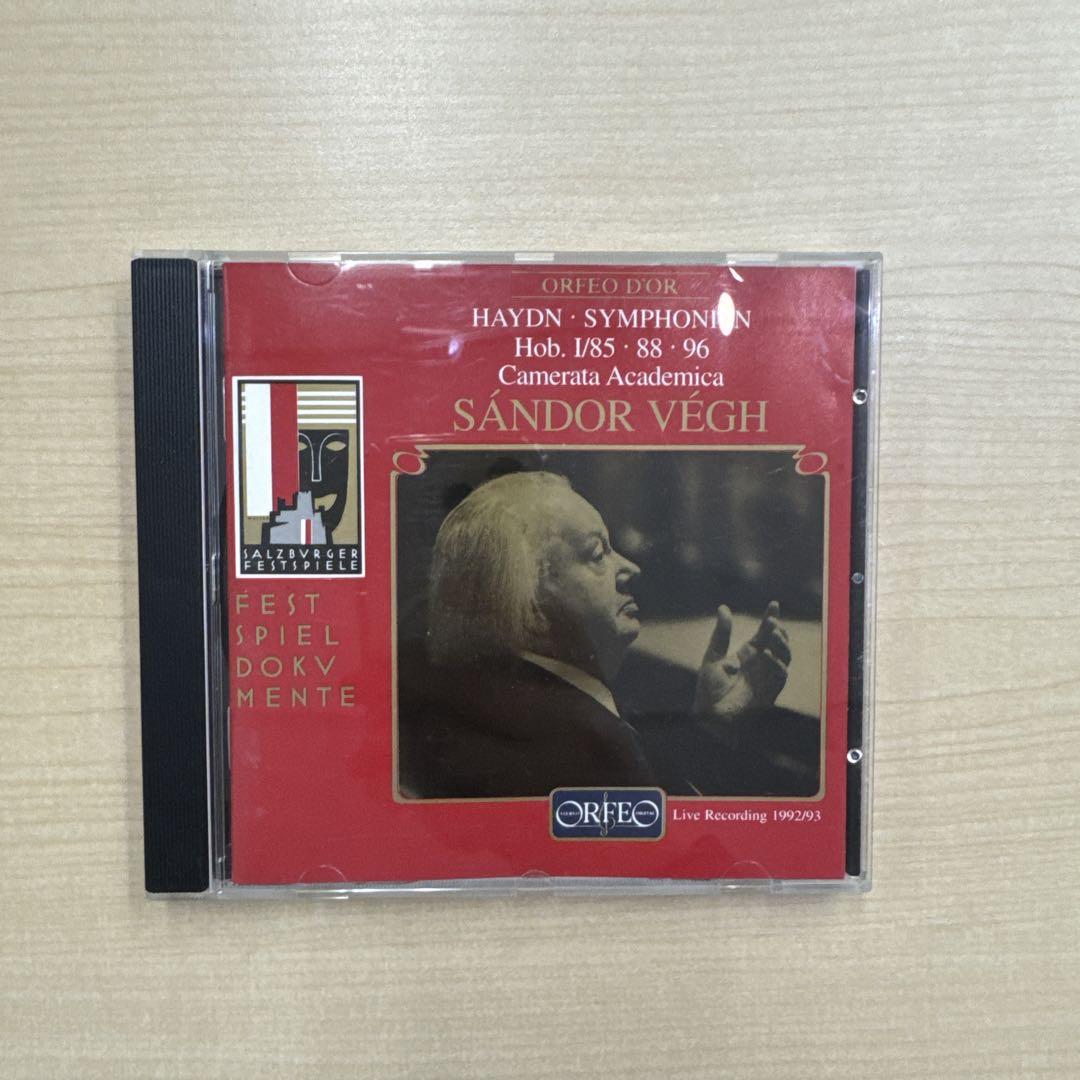 ORFEO D'OR
HAYDN · SYMPHONIEN
Hob. I/85 · 88 · 96
Camerata Academica
SÁNDOR VÉGH
SALZBVRGER
FESTSPIELE
FEST
SPIEL
DOKV
MENTE
ORFEO
Live Recording 1992/93